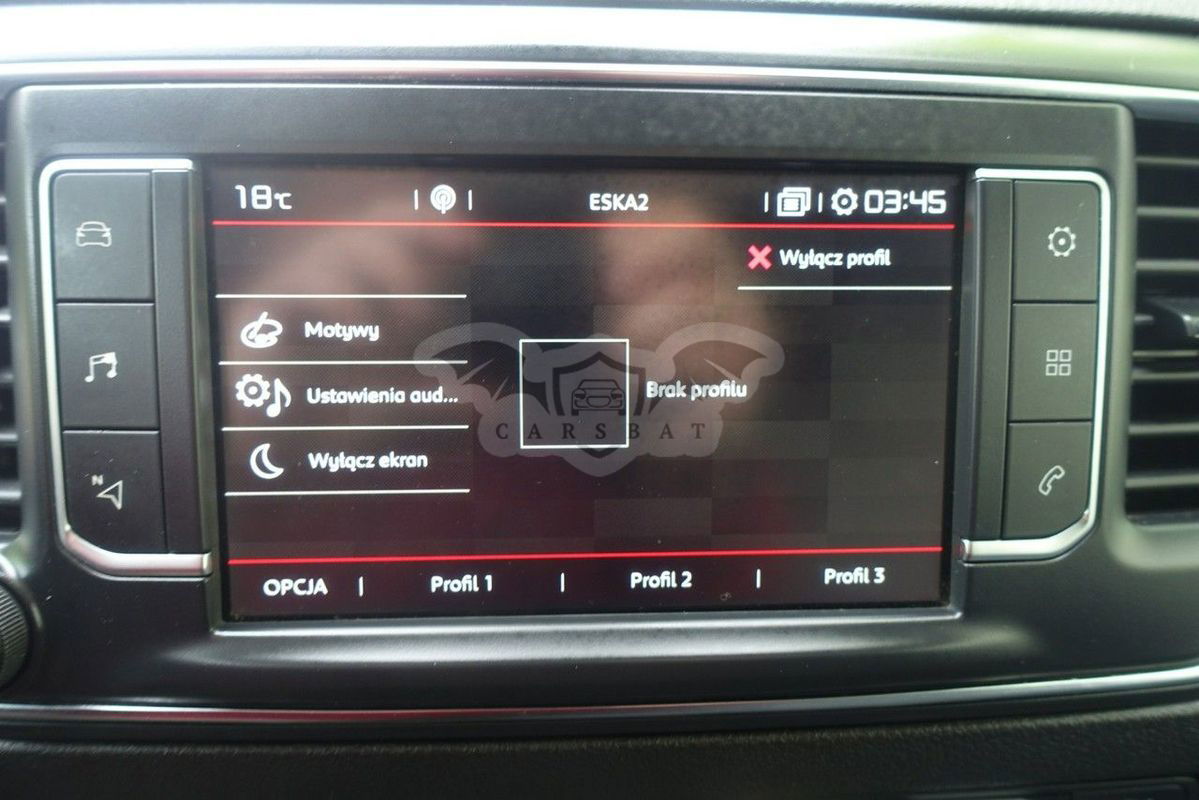 18°C ESKA2 03:45
Wyłącz profil
Motywy
Ustawienia aud...
Brak profilu
CARSBAT
Wyłącz ekran
OPCJA Profil 1 Profil 2 Profil 3
N